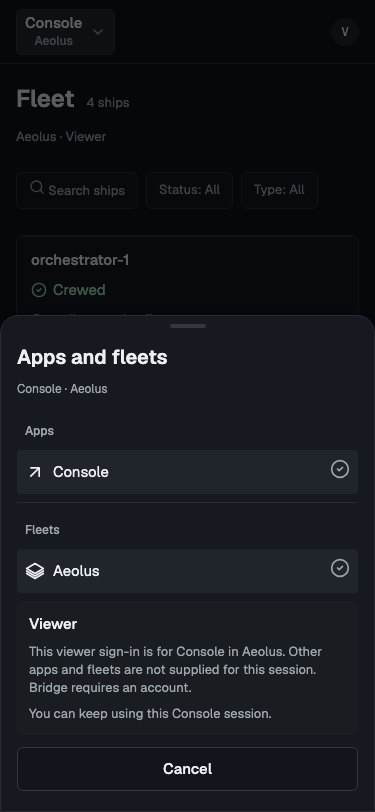 Console
Aeolus
V
Fleet 4 ships
Aeolus · Viewer
Search ships
Status: All
Type: All
orchestrator-1
Crewed
Apps and fleets
Console · Aeolus
Apps
Console
Fleets
Aeolus
Viewer
This viewer sign-in is for Console in Aeolus. Other
apps and fleets are not supplied for this session.
Bridge requires an account.
You can keep using this Console session.
Cancel